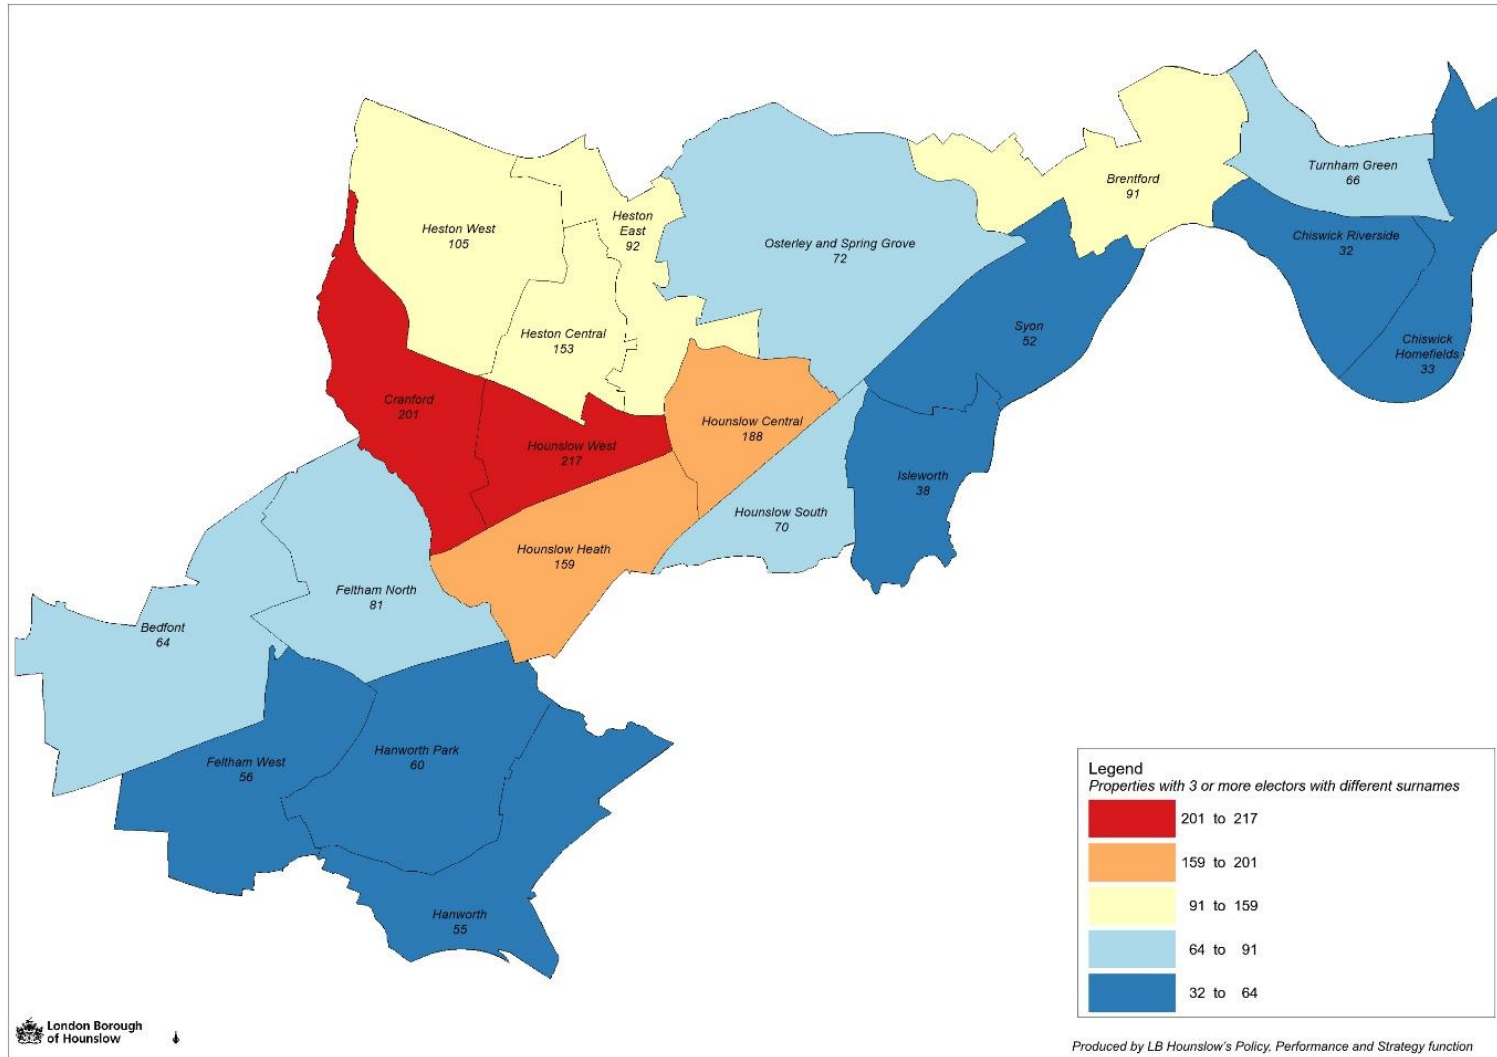 Turnham Green
66
Brentford
91
Heston
East
92
Heston West
105
Chiswick Riverside
32
Osterley and Spring Grove
72
Syon
52
Heston Central
153
Chiswick
Homefields
33
Cranford
201
Hounslow Central
188
Hounslow West
217
Isleworth
38
Hounslow South
70
Hounslow Heath
159
Feltham North
81
Bedfont
64
Hanworth Park
60
Feltham West
56
Hanworth
55
Legend
Properties with 3 or more electors with different surnames
201 to 217
159 to 201
91 to 159
64 to 91
32 to 64
London Borough
of Hounslow
Produced by LB Hounslow's Policy, Performance and Strategy function